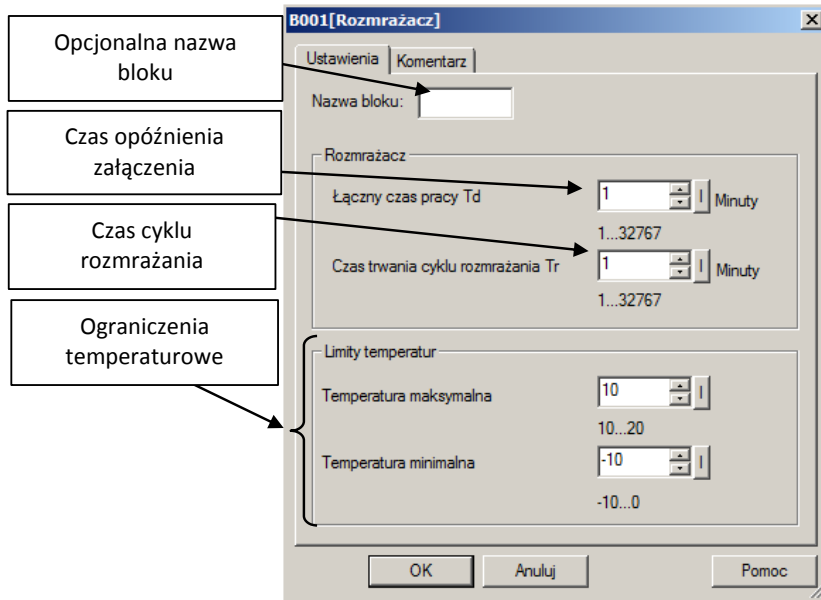 Opcjonalna nazwa
bloku
Czas opóźnienia
załączenia
Czas cyklu
rozmrażania
Ograniczenia
temperaturowe
B001[Rozmrażacz]
Ustawienia
Komentarz
Nazwa bloku:
Rozmrażacz
Łączny czas pracy Td
1
I
Minuty
1...32767
Czas trwania cyklu rozmrażania Tr
1
I
Minuty
1...32767
Limity temperatur
Temperatura maksymalna
10
I
10...20
Temperatura minimalna
-10
I
-10...0
OK
Anuluj
Pomoc